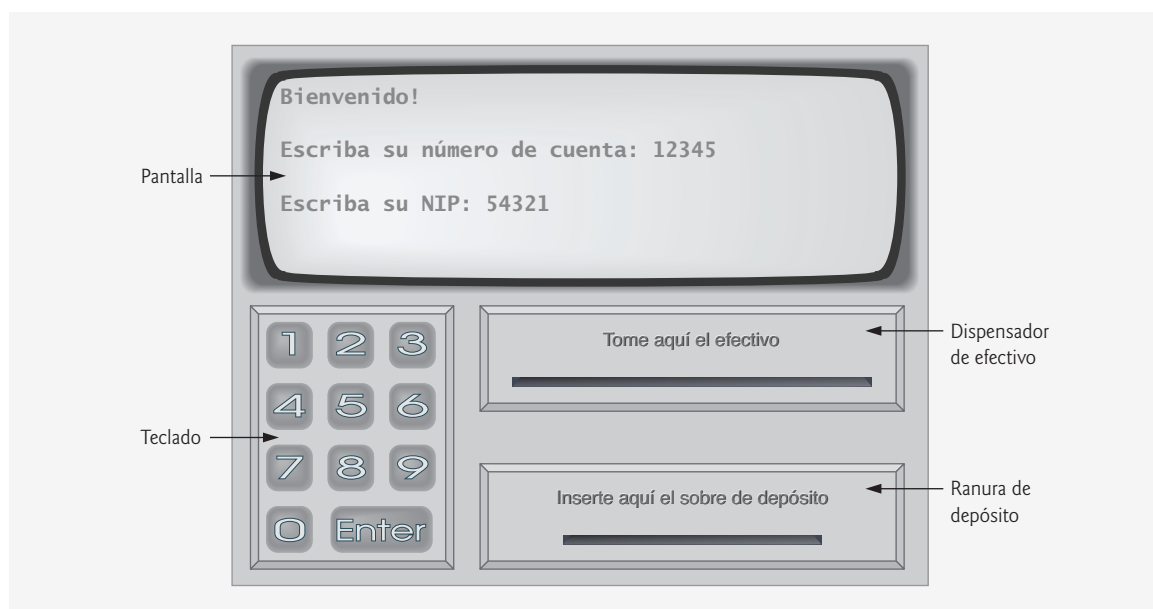 Bienvenido!
Escriba su número de cuenta: 12345
Escriba su NIP: 54321
Pantalla
1 2 3
4 5 6
7 8 9
0 Enter
Teclado
Tome aquí el efectivo
Dispensador
de efectivo
Inserte aquí el sobre de depósito
Ranura de
depósito